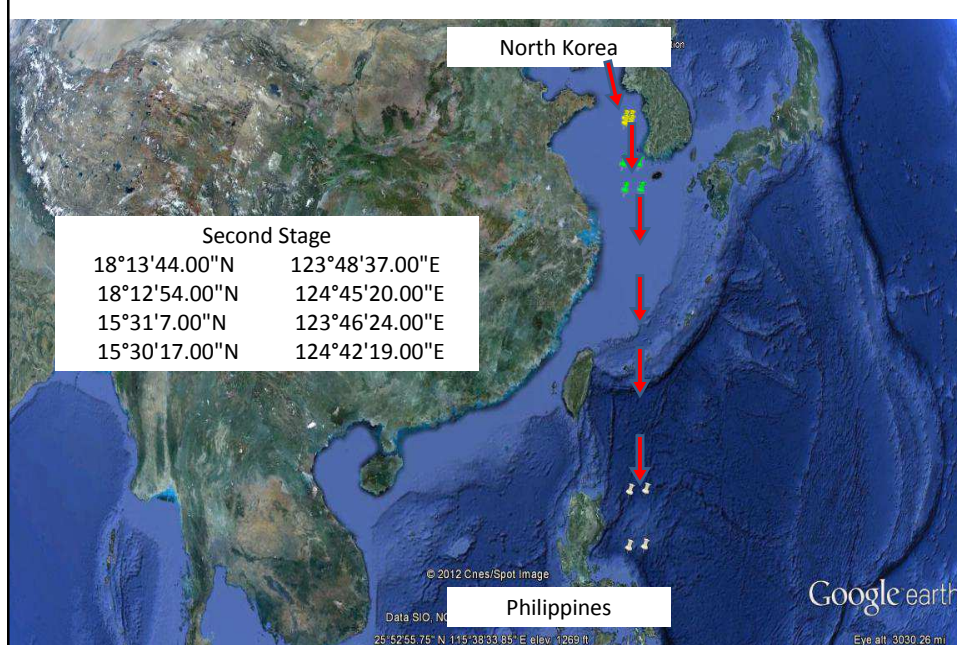 North Korea
Second Stage
18°13'44.00"N 123°48'37.00"E
18°12'54.00"N 124°45'20.00"E
15°31'7.00"N 123°46'24.00"E
15°30'17.00"N 124°42'19.00"E
© 2012 Cnes/Spot Image
Philippines
Google earth
Data SIO,
25°52'55.75" N 115°38'33.85" E elev 1269 ft
Eye alt 3030.26 mi